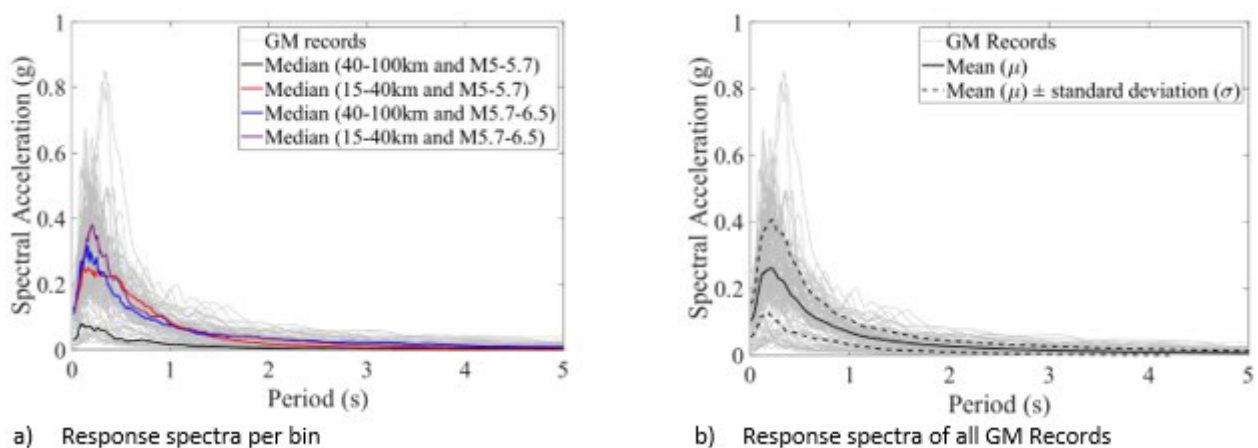 1
0.8
0.6
0.4
0.2
0
Spectral Acceleration (g)
GM records
Median (40-100km and M5-5.7)
Median (15-40km and M5-5.7)
Median (40-100km and M5.7-6.5)
Median (15-40km and M5.7-6.5)
0 1 2 3 4 5
Period (s)
a) Response spectra per bin
1
0.8
0.6
0.4
0.2
0
Spectral Acceleration (g)
GM Records
Mean (μ)
Mean (μ) ± standard deviation (σ)
0 1 2 3 4 5
Period (s)
b) Response spectra of all GM Records